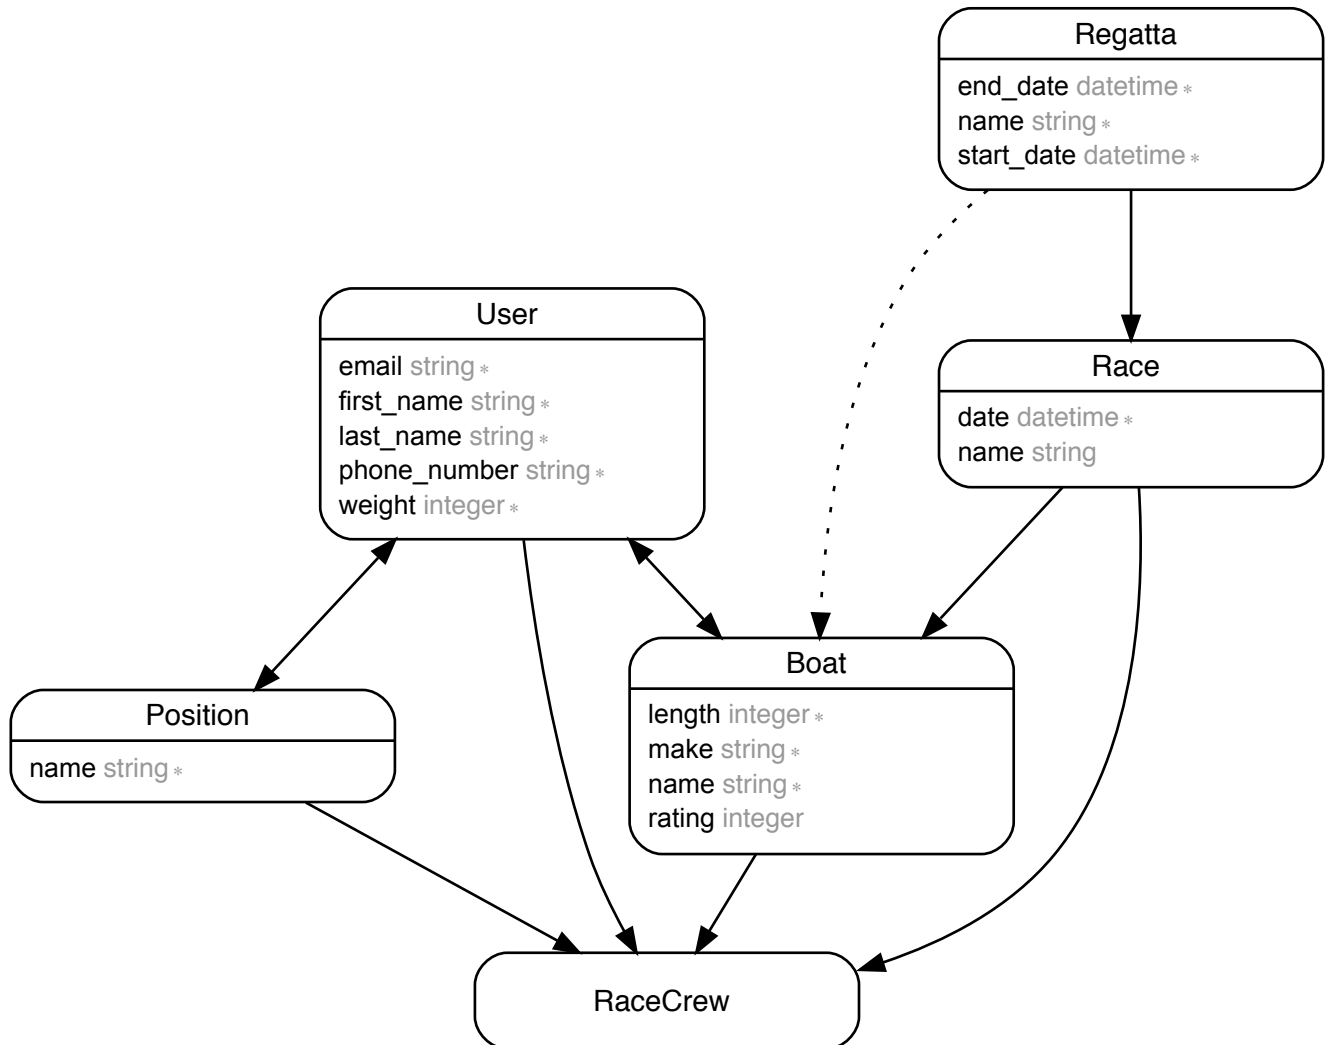 Regatta
end_date datetime *
name string *
start_date datetime *
User
email string *
first_name string *
last_name string *
phone_number string *
weight integer *
Race
date datetime *
name string
Position
name string *
Boat
length integer *
make string *
name string *
rating integer
RaceCrew